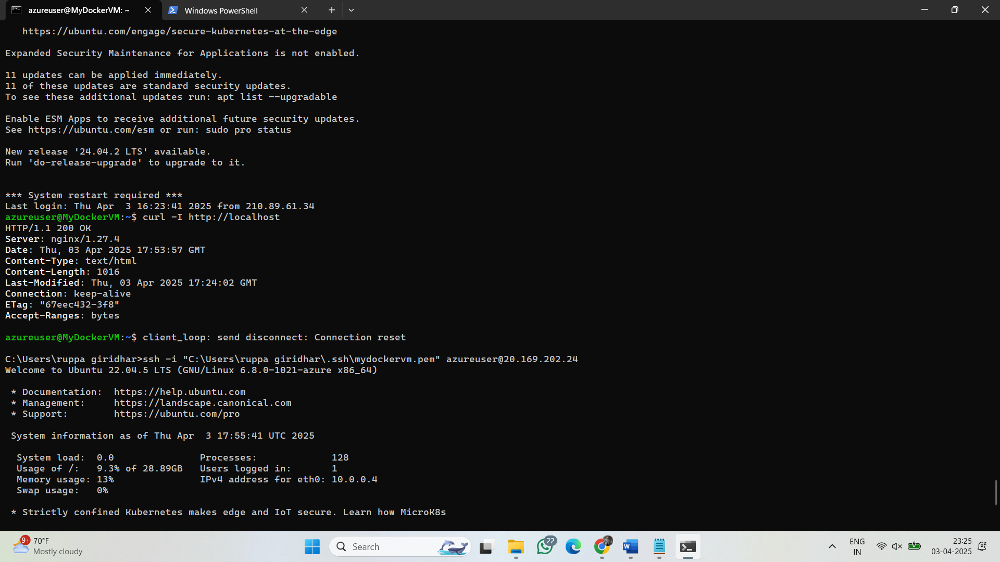 azureuser@MyDockerVM: ~
Windows PowerShell
https://ubuntu.com/engage/secure-kubernetes-at-the-edge
Expanded Security Maintenance for Applications is not enabled.
11 updates can be applied immediately.
11 of these updates are standard security updates.
To see these additional updates run: apt list --upgradable
Enable ESM Apps to receive additional future security updates.
See https://ubuntu.com/esm or run: sudo pro status
New release '24.04.2 LTS' available.
Run 'do-release-upgrade' to upgrade to it.
*** System restart required ***
Last login: Thu Apr  3 16:23:41 2025 from 210.89.61.34
azureuser@MyDockerVM:~$ curl -I http://localhost
HTTP/1.1 200 OK
Server: nginx/1.27.4
Date: Thu, 03 Apr 2025 17:53:57 GMT
Content-Type: text/html
Content-Length: 1016
Last-Modified: Thu, 03 Apr 2025 17:24:02 GMT
Connection: keep-alive
ETag: "67eec432-3f8"
Accept-Ranges: bytes
azureuser@MyDockerVM:~$ client_loop: send disconnect: Connection reset
C:\Users\ruppa giridhar>ssh -i "C:\Users\ruppa giridhar\.ssh\mydockervm.pem" azureuser@20.169.202.24
Welcome to Ubuntu 22.04.5 LTS (GNU/Linux 6.8.0-1021-azure x86_64)
* Documentation:  https://help.ubuntu.com
* Management:     https://landscape.canonical.com
* Support:        https://ubuntu.com/pro
System information as of Thu Apr  3 17:55:41 UTC 2025
System load:  0.0               Processes:             128
Usage of /:   9.3% of 28.89GB   Users logged in:       1
Memory usage: 13%               IPv4 address for eth0: 10.0.0.4
Swap usage:   0%
* Strictly confined Kubernetes makes edge and IoT secure. Learn how MicroK8s
9+
70°F
Mostly cloudy
Search
22
ENG
IN
23:25
03-04-2025